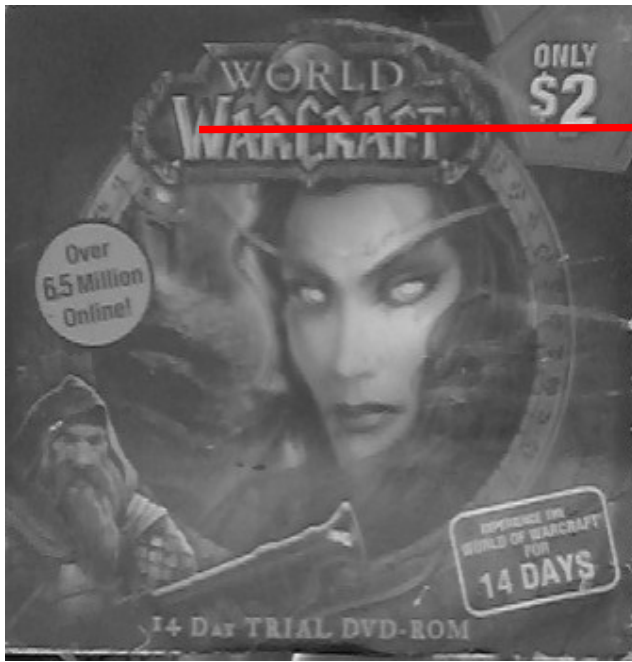 WORLD
WARCRAFT
ONLY
$2
Over
6.5 Million
Online!
EXPERIENCE THE
WORLD OF WARCRAFT
FOR
14 DAYS
14 DAY TRIAL DVD-ROM